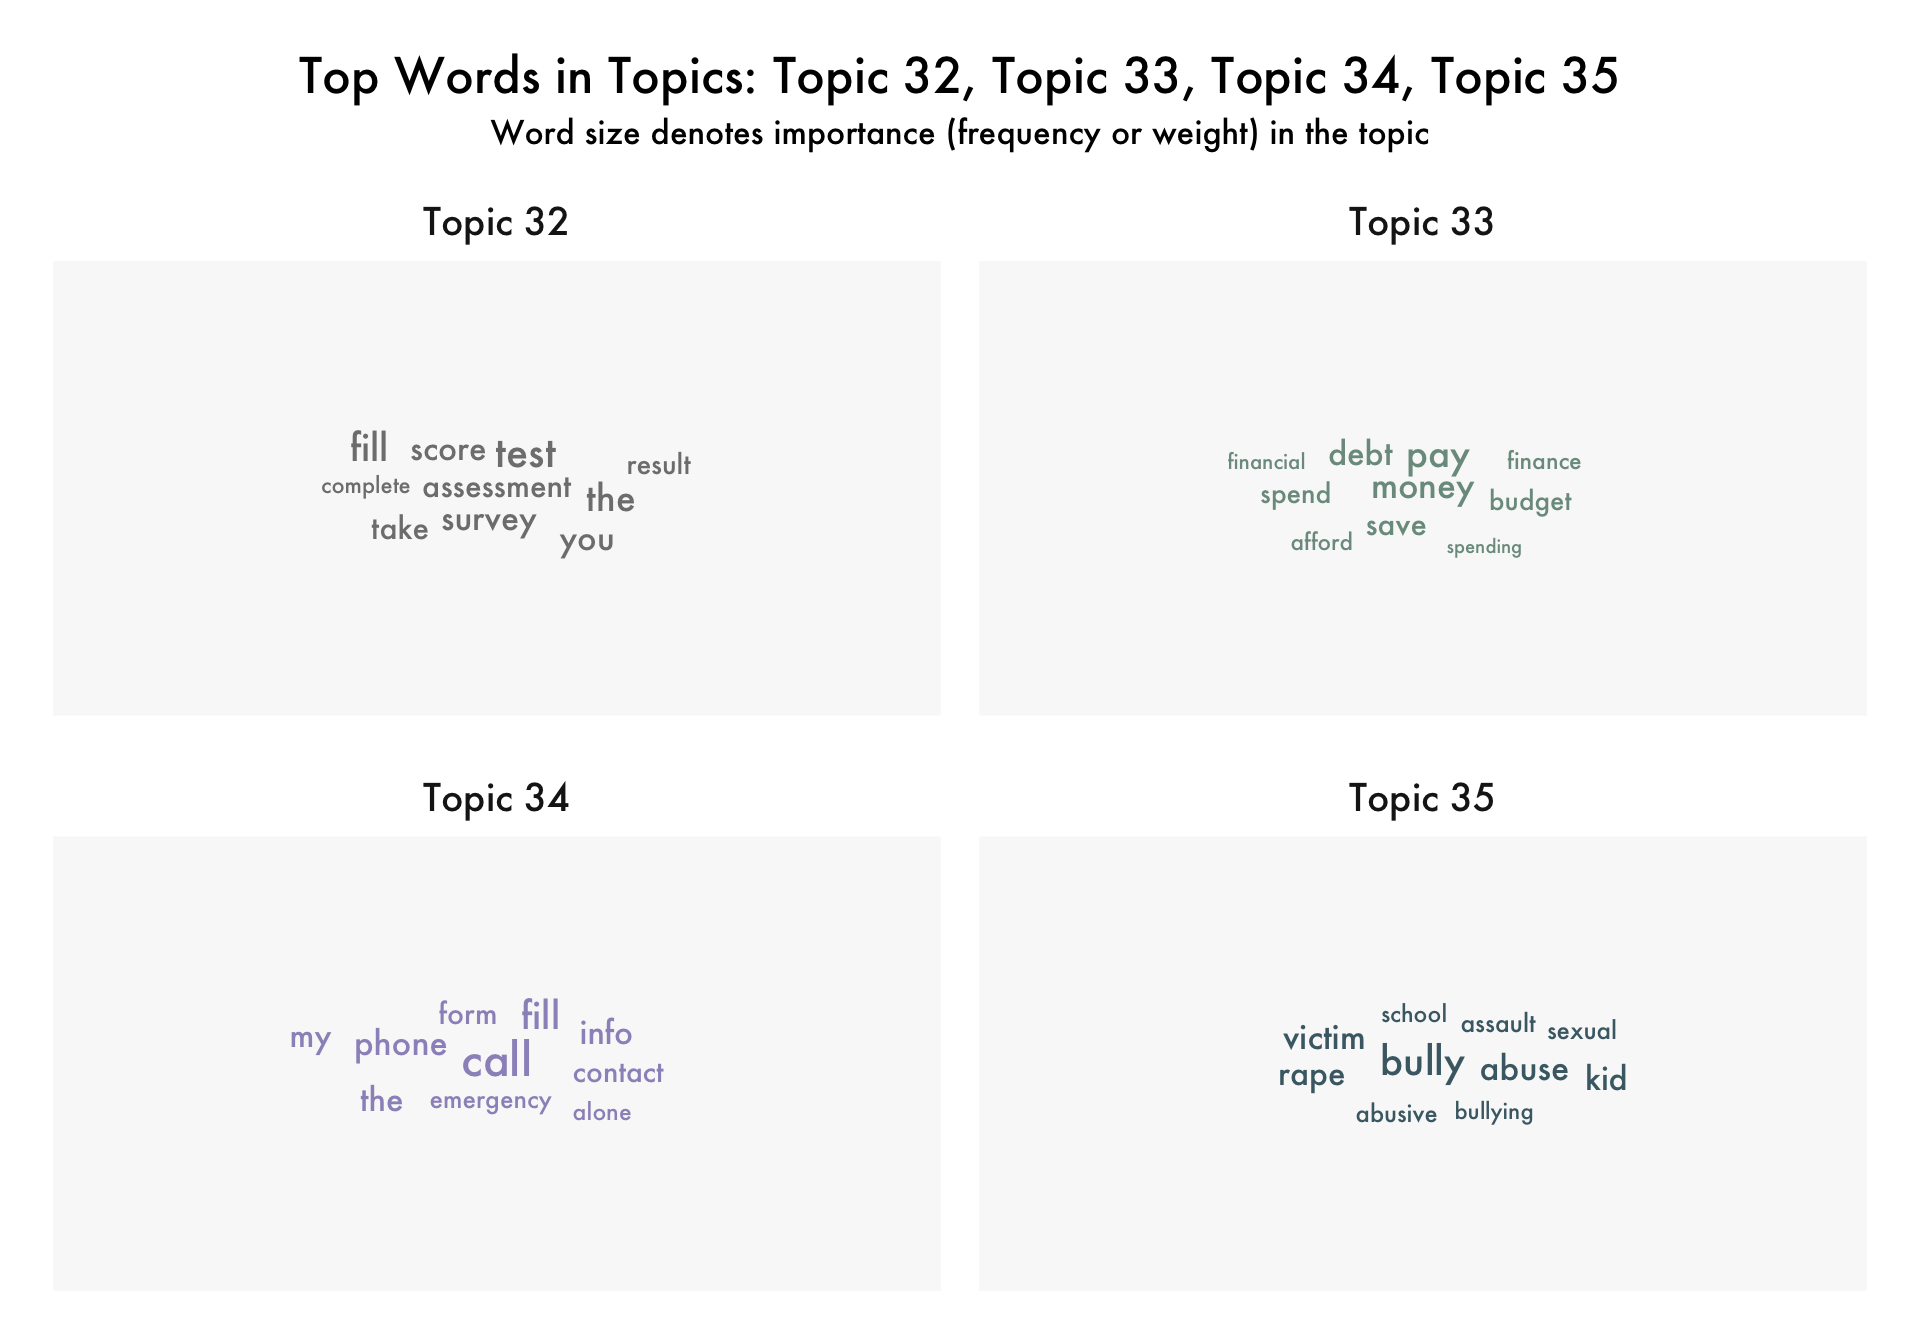 Top Words in Topics: Topic 32, Topic 33, Topic 34, Topic 35
Word size denotes importance (frequency or weight) in the topic
Topic 32
fill score test result
complete assessment the
take survey you
Topic 33
financial debt pay finance
spend money budget
afford save spending
Topic 34
form fill info
my phone call contact
the emergency alone
Topic 35
school assault sexual
victim bully abuse kid
rape
abusive bullying